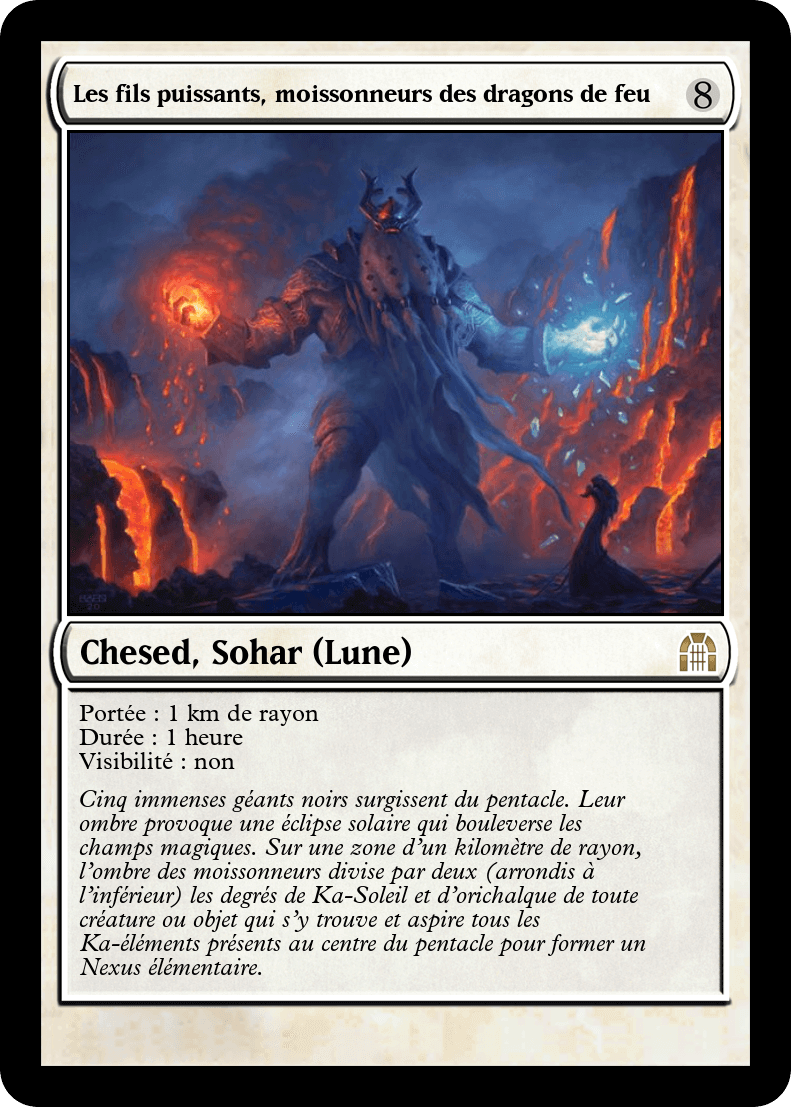 Les fils puissants, moissonneurs des dragons de feu 8
Chesed, Sohar (Lune)
Portée : 1 km de rayon
Durée : 1 heure
Visibilité : non
Cinq immenses géants noirs surgissent du pentacle. Leur
ombre provoque une éclipse solaire qui bouleverse les
champs magiques. Sur une zone d'un kilomètre de rayon,
l'ombre des moissonneurs divise par deux (arrondis à
l'inférieur) les degrés de Ka-Soleil et d'orichalque de toute
créature ou objet qui s'y trouve et aspire tous les
Ka-éléments présents au centre du pentacle pour former un
Nexus élémentaire.